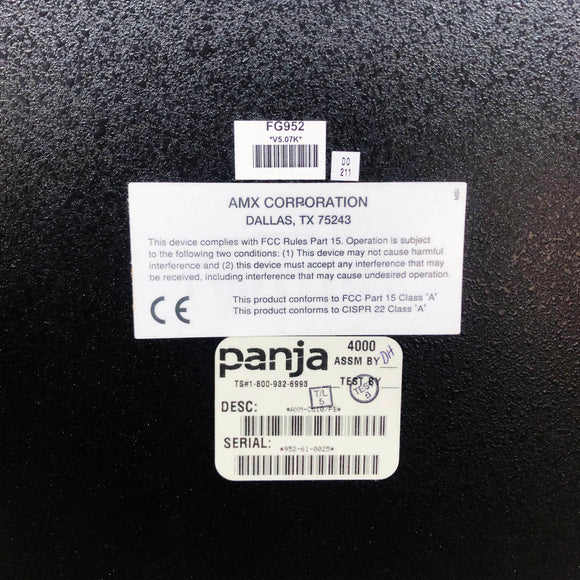 FG952
*V5.07K*
00
211
MSI
AMX CORPORATION
DALLAS, TX 75243
This device complies with FCC Rules Part 15. Operation is subject
to the following two conditions: (1) This device may not cause harmful
interference and (2) this device must accept any interference that may
be received, including interference that may cause undesired operation.
This product conforms to FCC Part 15 Class "A"
This product conforms to CISPR 22 Class "A"
CE
panja 4000
ASSM BY DH
TS#1-800-932-6993 TEST BY
T/L
5
TEST
DESC:
SERIAL:
*952-61-0025*